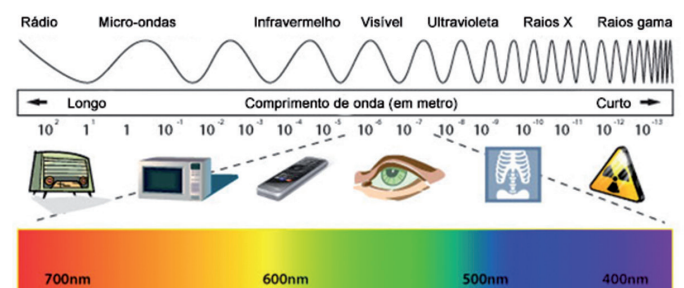 Rádio Micro-ondas Infravermelho Visível Ultravioleta Raios X Raios gama
Longo Comprimento de onda (em metro) Curto
10² 1¹ 1 10⁻¹ 10⁻² 10⁻³ 10⁻⁴ 10⁻⁵ 10⁻⁶ 10⁻⁷ 10⁻⁸ 10⁻⁹ 10⁻¹⁰ 10⁻¹¹ 10⁻¹² 10⁻¹³
700nm 600nm 500nm 400nm